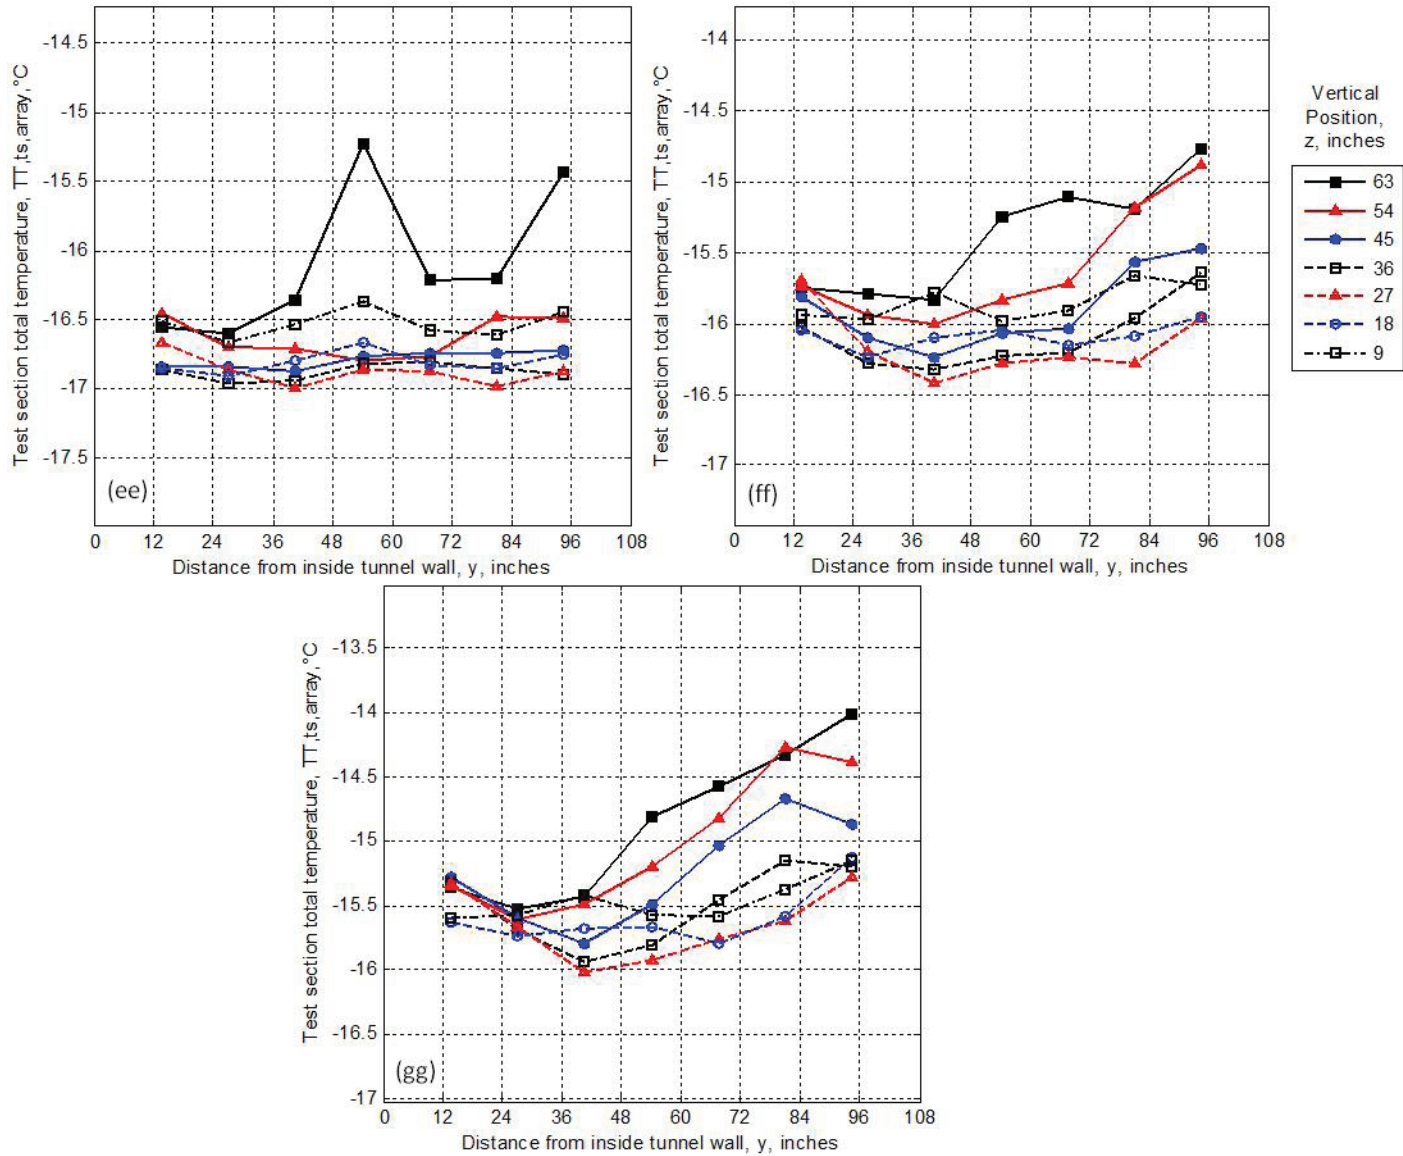 Test section total temperature, TT,ts,array,°C
-14.5
-15
-15.5
-16
-16.5
-17
-17.5
(ee)
0 12 24 36 48 60 72 84 96 108
Distance from inside tunnel wall, y, inches
Test section total temperature, TT,ts,array,°C
-14
-14.5
-15
-15.5
-16
-16.5
-17
(ff)
0 12 24 36 48 60 72 84 96 108
Distance from inside tunnel wall, y, inches
Vertical
Position,
z, inches
63
54
45
36
27
18
9
Test section total temperature, TT,ts,array,°C
-13.5
-14
-14.5
-15
-15.5
-16
-16.5
-17
(gg)
0 12 24 36 48 60 72 84 96 108
Distance from inside tunnel wall, y, inches